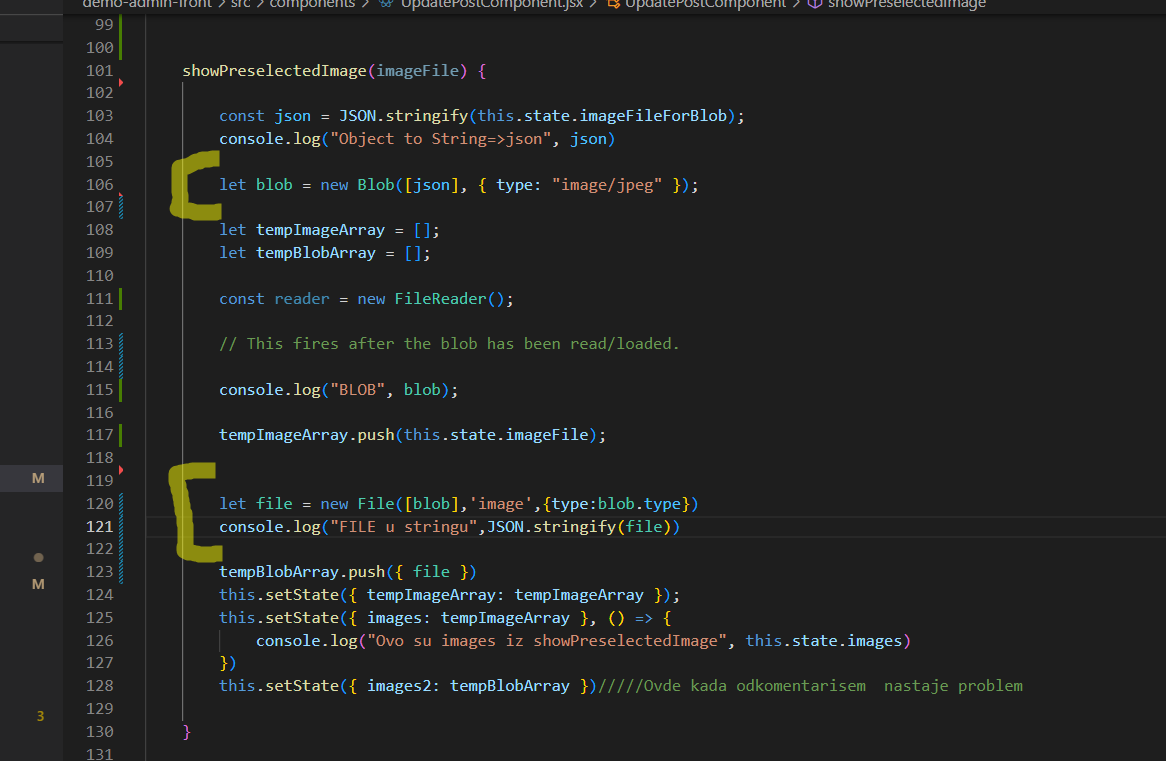 demo-admin-front > src > components > UpdatePostComponent.jsx > UpdatePostComponent > showPreselectedImage
99
100
101 showPreselectedImage(imageFile) {
102
103 const json = JSON.stringify(this.state.imageFileForBlob);
104 console.log("Object to String=>json", json)
105
106 let blob = new Blob([json], { type: "image/jpeg" });
107
108 let tempImageArray = [];
109 let tempBlobArray = [];
110
111 const reader = new FileReader();
112
113 // This fires after the blob has been read/loaded.
114
115 console.log("BLOB", blob);
116
117 tempImageArray.push(this.state.imageFile);
118
M 119
120 let file = new File([blob],'image',{type:blob.type})
121 console.log("FILE u stringu",JSON.stringify(file))
122
123 tempBlobArray.push({ file })
M 124 this.setState({ tempImageArray: tempImageArray });
125 this.setState({ images: tempImageArray }, () => {
126 console.log("Ovo su images iz showPreselectedImage", this.state.images)
127 })
128 this.setState({ images2: tempBlobArray })/////Ovde kada odkomentarisem  nastaje problem
129
3
130 }
131